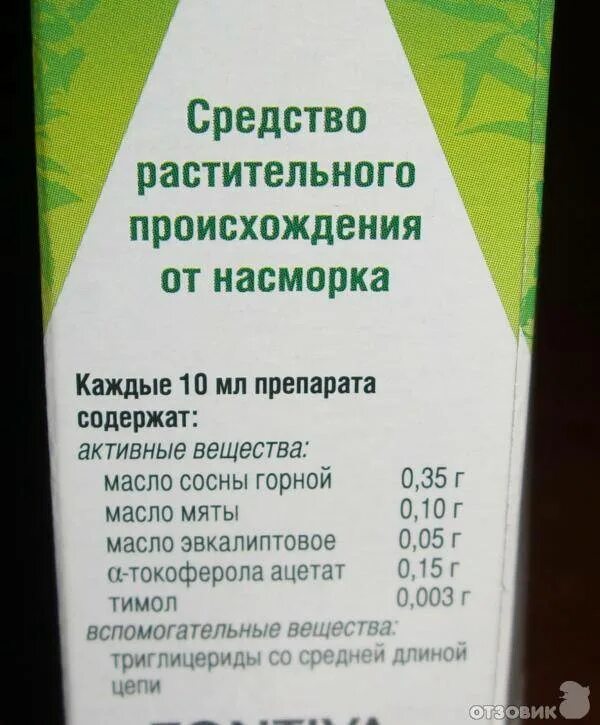 Средство
растительного
происхождения
от насморка
Каждые 10 мл препарата
содержат:
активные вещества:
масло сосны горной 0,35 г
масло мяты 0,10 г
масло эвкалиптовое 0,05 г
α-токоферола ацетат 0,15 г
тимол 0,003 г
вспомогательные вещества:
триглицериды со средней длиной
цепи
ОТЗОВИК